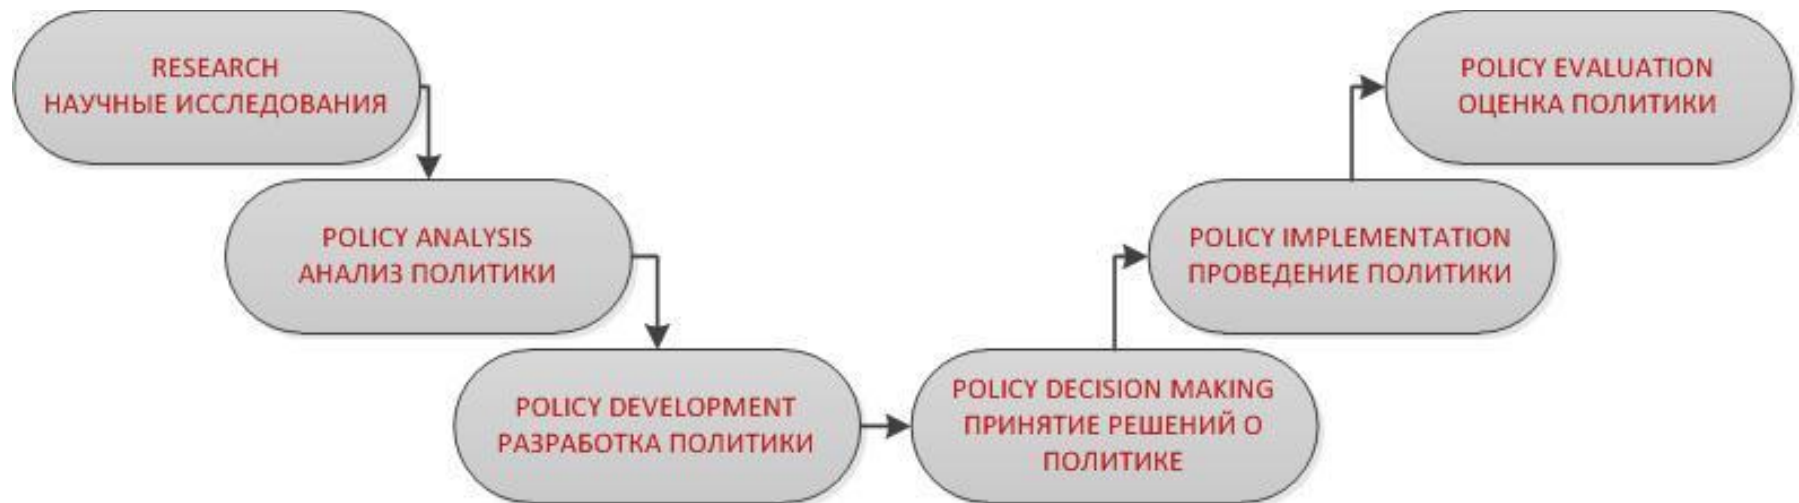 RESEARCH
НАУЧНЫЕ ИССЛЕДОВАНИЯ
POLICY ANALYSIS
АНАЛИЗ ПОЛИТИКИ
POLICY DEVELOPMENT
РАЗРАБОТКА ПОЛИТИКИ
POLICY DECISION MAKING
ПРИНЯТИЕ РЕШЕНИЙ О
ПОЛИТИКЕ
POLICY IMPLEMENTATION
ПРОВЕДЕНИЕ ПОЛИТИКИ
POLICY EVALUATION
ОЦЕНКА ПОЛИТИКИ